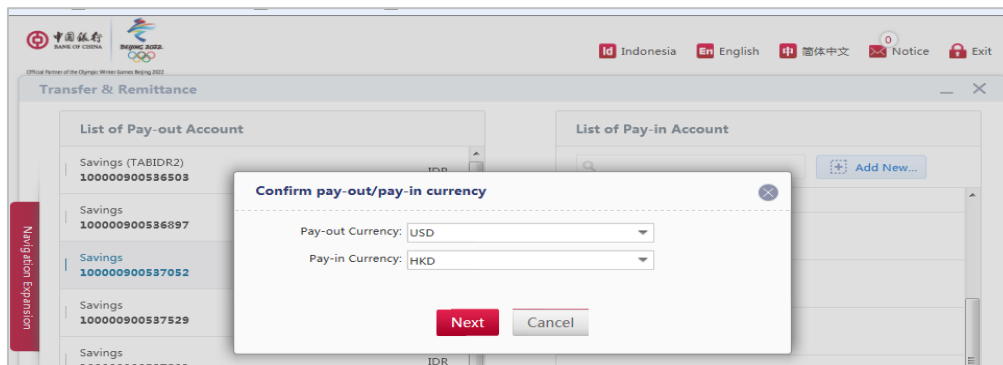 中国银行
BANK OF CHINA
BEIJING 2022
Official Partner of the Olympic Winter Games Beijing 2022
Id Indonesia En English 中 简体中文 0 Notice Exit
Transfer & Remittance
List of Pay-out Account
List of Pay-in Account
Savings (TABIDR2)
100000900536503
IDR
Add New...
Savings
100000900536897
Savings
100000900537052
Savings
100000900537529
Savings
IDR
Navigation Expansion
Confirm pay-out/pay-in currency
Pay-out Currency: USD
Pay-in Currency: HKD
Next Cancel